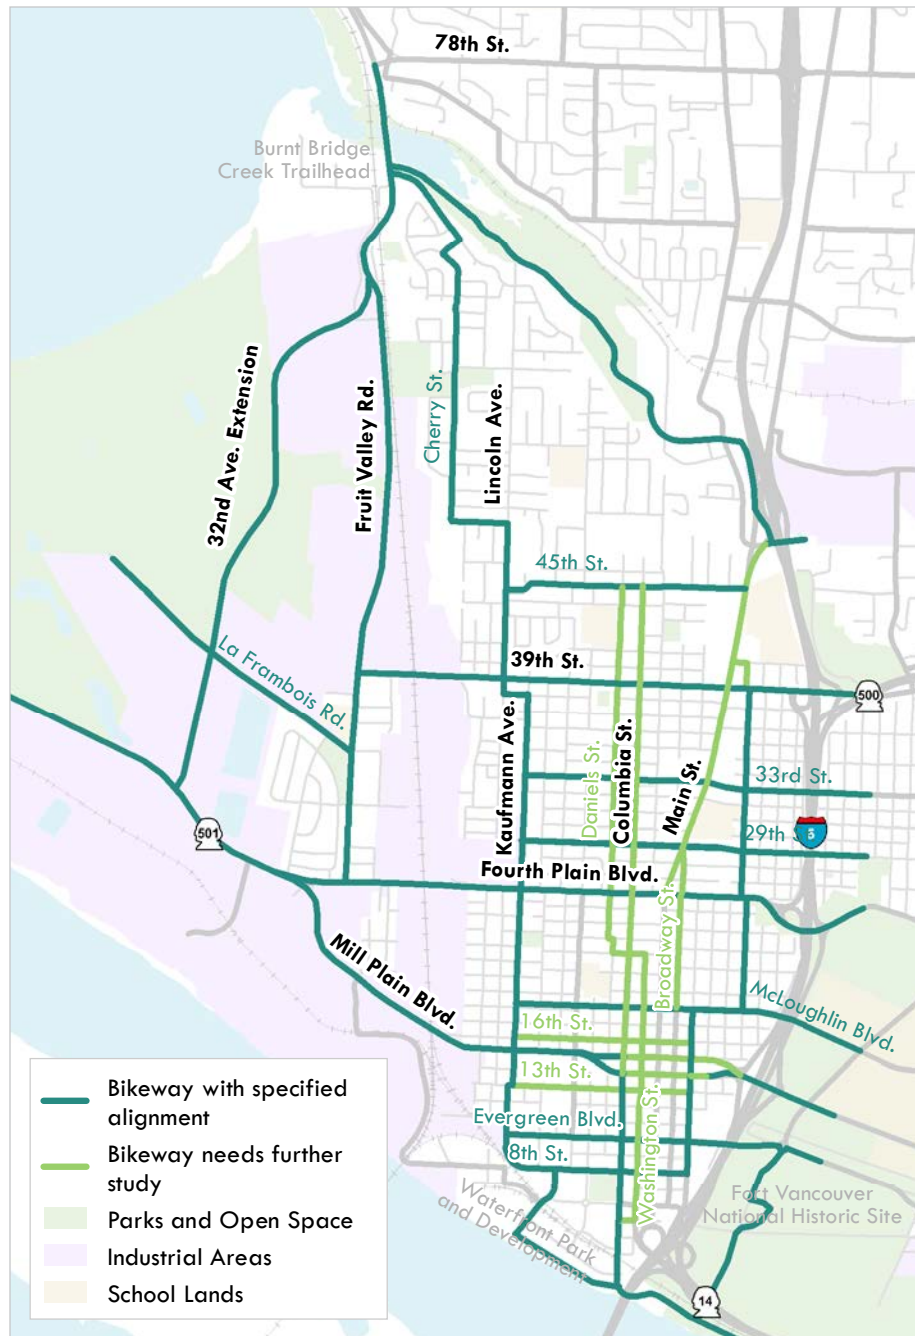 78th St.
Burnt Bridge
Creek Trailhead
32nd Ave. Extension
Fruit Valley Rd.
Cherry St.
Lincoln Ave.
45th St.
La Frambois Rd.
39th St.
500
Kaufmann Ave.
Daniels St.
Columbia St.
Main St.
33rd St.
501
29th S
5
Fourth Plain Blvd.
Broadway St.
Mill Plain Blvd.
McLoughlin Blvd.
16th St.
13th St.
Evergreen Blvd.
8th St.
Washington St.
Waterfront Park
and Development
Fort Vancouver
National Historic Site
14
Bikeway with specified
alignment
Bikeway needs further
study
Parks and Open Space
Industrial Areas
School Lands